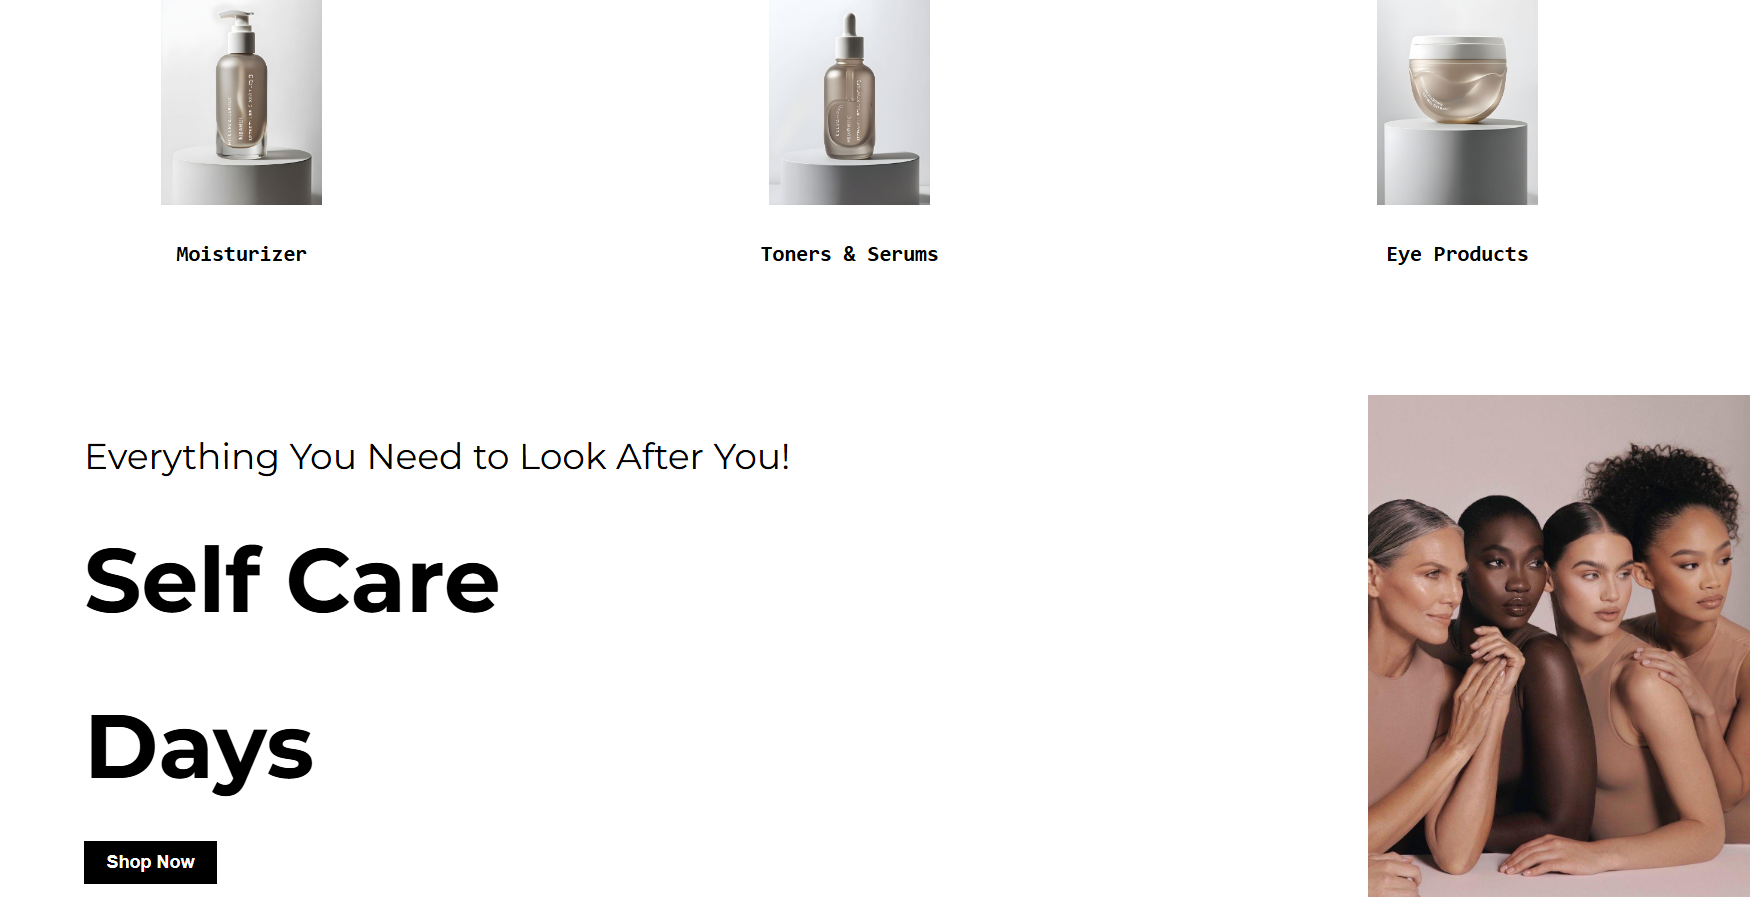 Moisturizer
Toners & Serums
Eye Products
Everything You Need to Look After You!
Self Care
Days
Shop Now